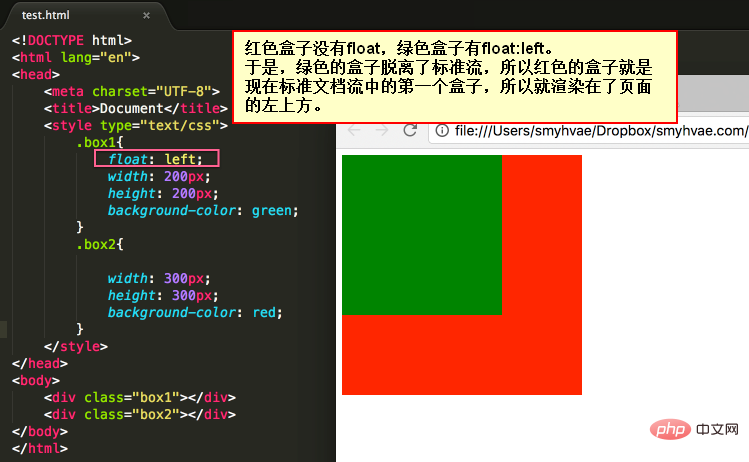 test.html
×
<!DOCTYPE html>
<html lang="en">
<head>
<meta charset="UTF-8">
<title>Document</title>
<style type="text/css">
.box1{
float: left;
width: 200px;
height: 200px;
background-color: green;
}
.box2{
width: 300px;
height: 300px;
background-color: red;
}
</style>
</head>
<body>
<div class="box1"></div>
<div class="box2"></div>
</body>
</html>
红色盒子没有float，绿色盒子有float:left。
于是，绿色的盒子脱离了标准流，所以红色的盒子就是
现在标准文档流中的第一个盒子，所以就渲染在了页面
的左上方。
file:///Users/smyhvae/Dropbox/smyhvae.com/
php 中文网